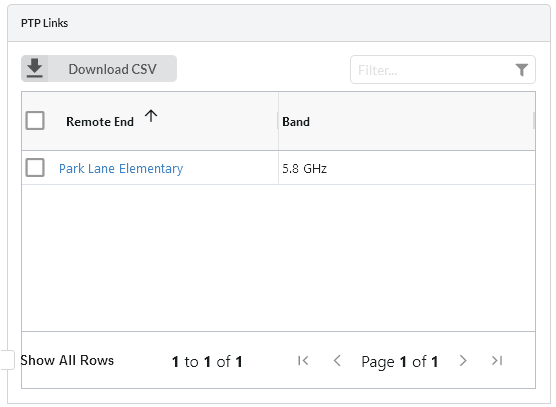 PTP Links
Download CSV
Filter...
Remote End Band
Park Lane Elementary 5.8 GHz
Show All Rows 1 to 1 of 1 Page 1 of 1